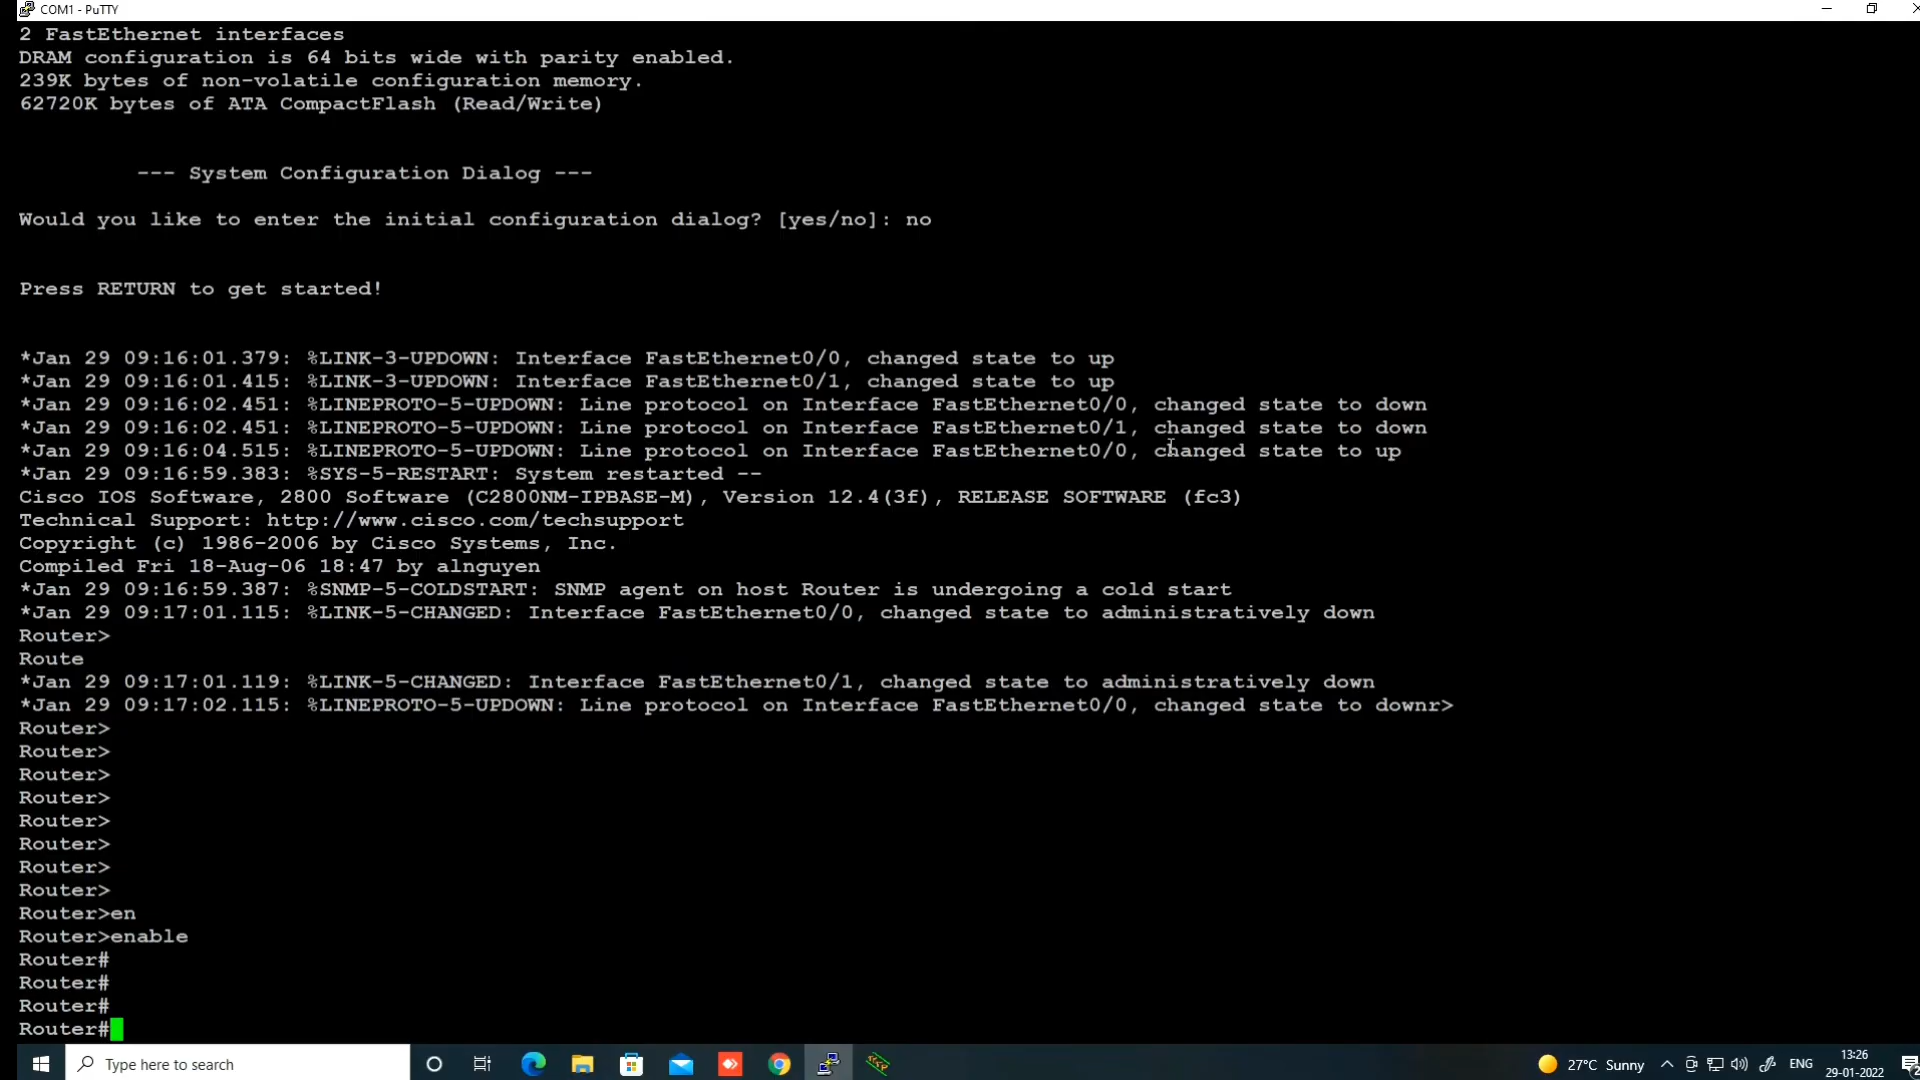 COM1 - PuTTY
2 FastEthernet interfaces
DRAM configuration is 64 bits wide with parity enabled.
239K bytes of non-volatile configuration memory.
62720K bytes of ATA CompactFlash (Read/Write)
--- System Configuration Dialog ---
Would you like to enter the initial configuration dialog? [yes/no]: no
Press RETURN to get started!
*Jan 29 09:16:01.379: %LINK-3-UPDOWN: Interface FastEthernet0/0, changed state to up
*Jan 29 09:16:01.415: %LINK-3-UPDOWN: Interface FastEthernet0/1, changed state to up
*Jan 29 09:16:02.451: %LINEPROTO-5-UPDOWN: Line protocol on Interface FastEthernet0/0, changed state to down
*Jan 29 09:16:02.451: %LINEPROTO-5-UPDOWN: Line protocol on Interface FastEthernet0/1, changed state to down
*Jan 29 09:16:04.515: %LINEPROTO-5-UPDOWN: Line protocol on Interface FastEthernet0/0, changed state to up
*Jan 29 09:16:59.383: %SYS-5-RESTART: System restarted --
Cisco IOS Software, 2800 Software (C2800NM-IPBASE-M), Version 12.4(3f), RELEASE SOFTWARE (fc3)
Technical Support: http://www.cisco.com/techsupport
Copyright (c) 1986-2006 by Cisco Systems, Inc.
Compiled Fri 18-Aug-06 18:47 by alnguyen
*Jan 29 09:16:59.387: %SNMP-5-COLDSTART: SNMP agent on host Router is undergoing a cold start
*Jan 29 09:17:01.115: %LINK-5-CHANGED: Interface FastEthernet0/0, changed state to administratively down
Router>
Route
*Jan 29 09:17:01.119: %LINK-5-CHANGED: Interface FastEthernet0/1, changed state to administratively down
*Jan 29 09:17:02.115: %LINEPROTO-5-UPDOWN: Line protocol on Interface FastEthernet0/0, changed state to downr>
Router>
Router>
Router>
Router>
Router>
Router>
Router>
Router>
Router>en
Router>enable
Router#
Router#
Router#
Router#
Type here to search
27°C Sunny
ENG
13:26
29-01-2022
2